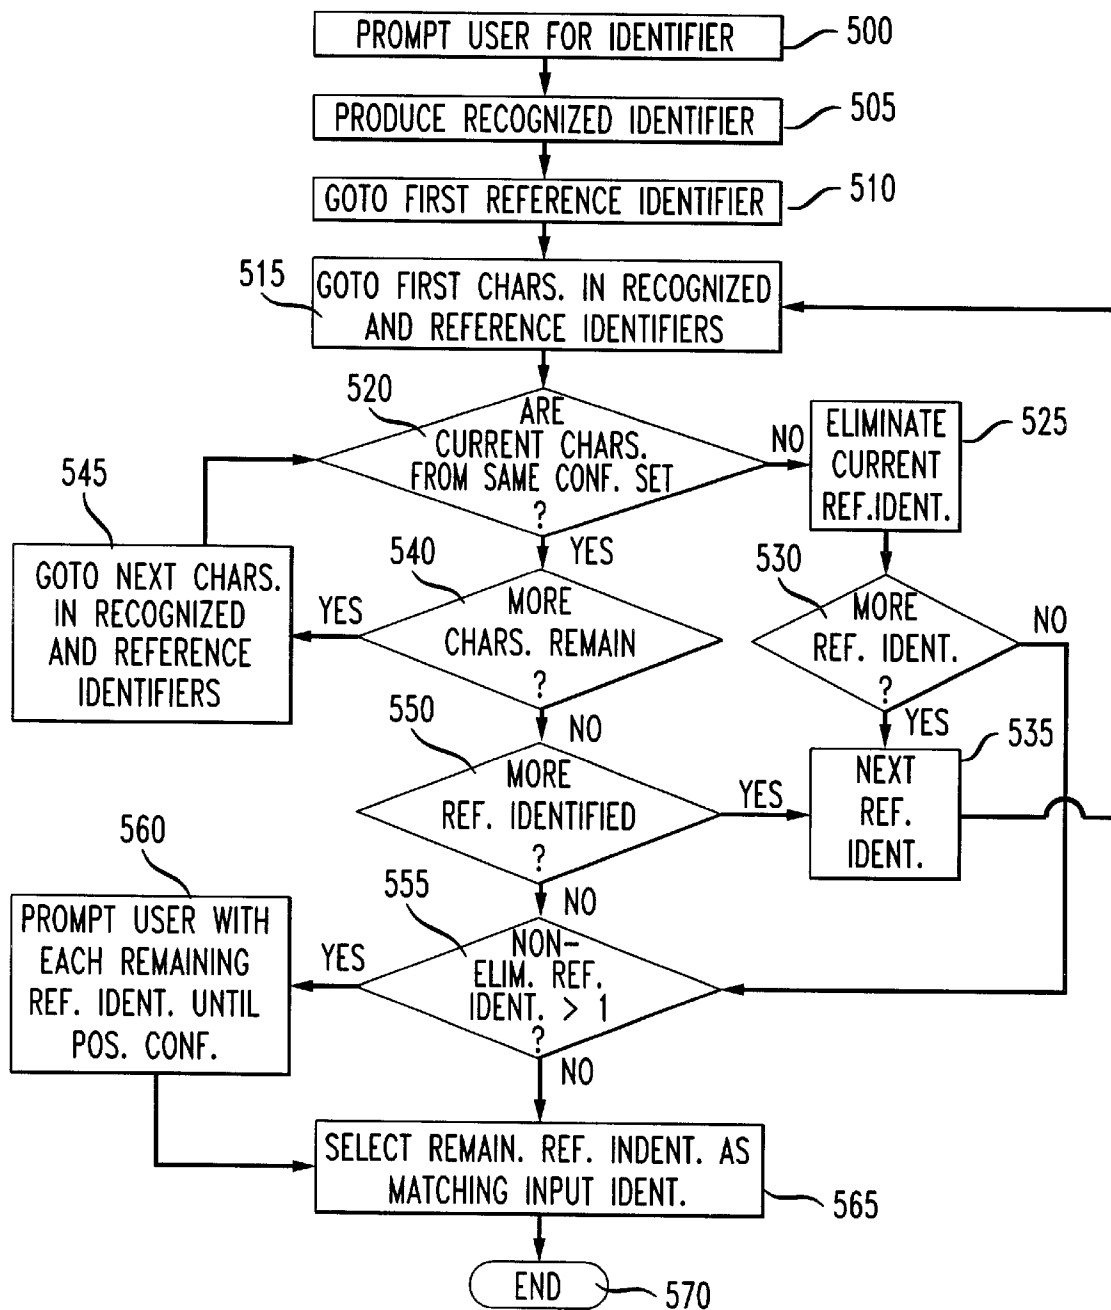 PROMPT USER FOR IDENTIFIER
500
PRODUCE RECOGNIZED IDENTIFIER
505
GOTO FIRST REFERENCE IDENTIFIER
510
515
GOTO FIRST CHARS. IN RECOGNIZED
AND REFERENCE IDENTIFIERS
520
ARE
CURRENT CHARS.
FROM SAME CONF. SET
?
NO
ELIMINATE
CURRENT
REF.IDENT.
525
YES
545
GOTO NEXT CHARS.
IN RECOGNIZED
AND REFERENCE
IDENTIFIERS
YES
540
MORE
CHARS. REMAIN
?
NO
530
MORE
REF. IDENT.
?
NO
YES
550
MORE
REF. IDENTIFIED
?
YES
NO
535
NEXT
REF.
IDENT.
560
PROMPT USER WITH
EACH REMAINING
REF. IDENT. UNTIL
POS. CONF.
YES
555
NON-
ELIM. REF.
IDENT. > 1
?
NO
SELECT REMAIN. REF. INDENT. AS
MATCHING INPUT IDENT.
565
END
570